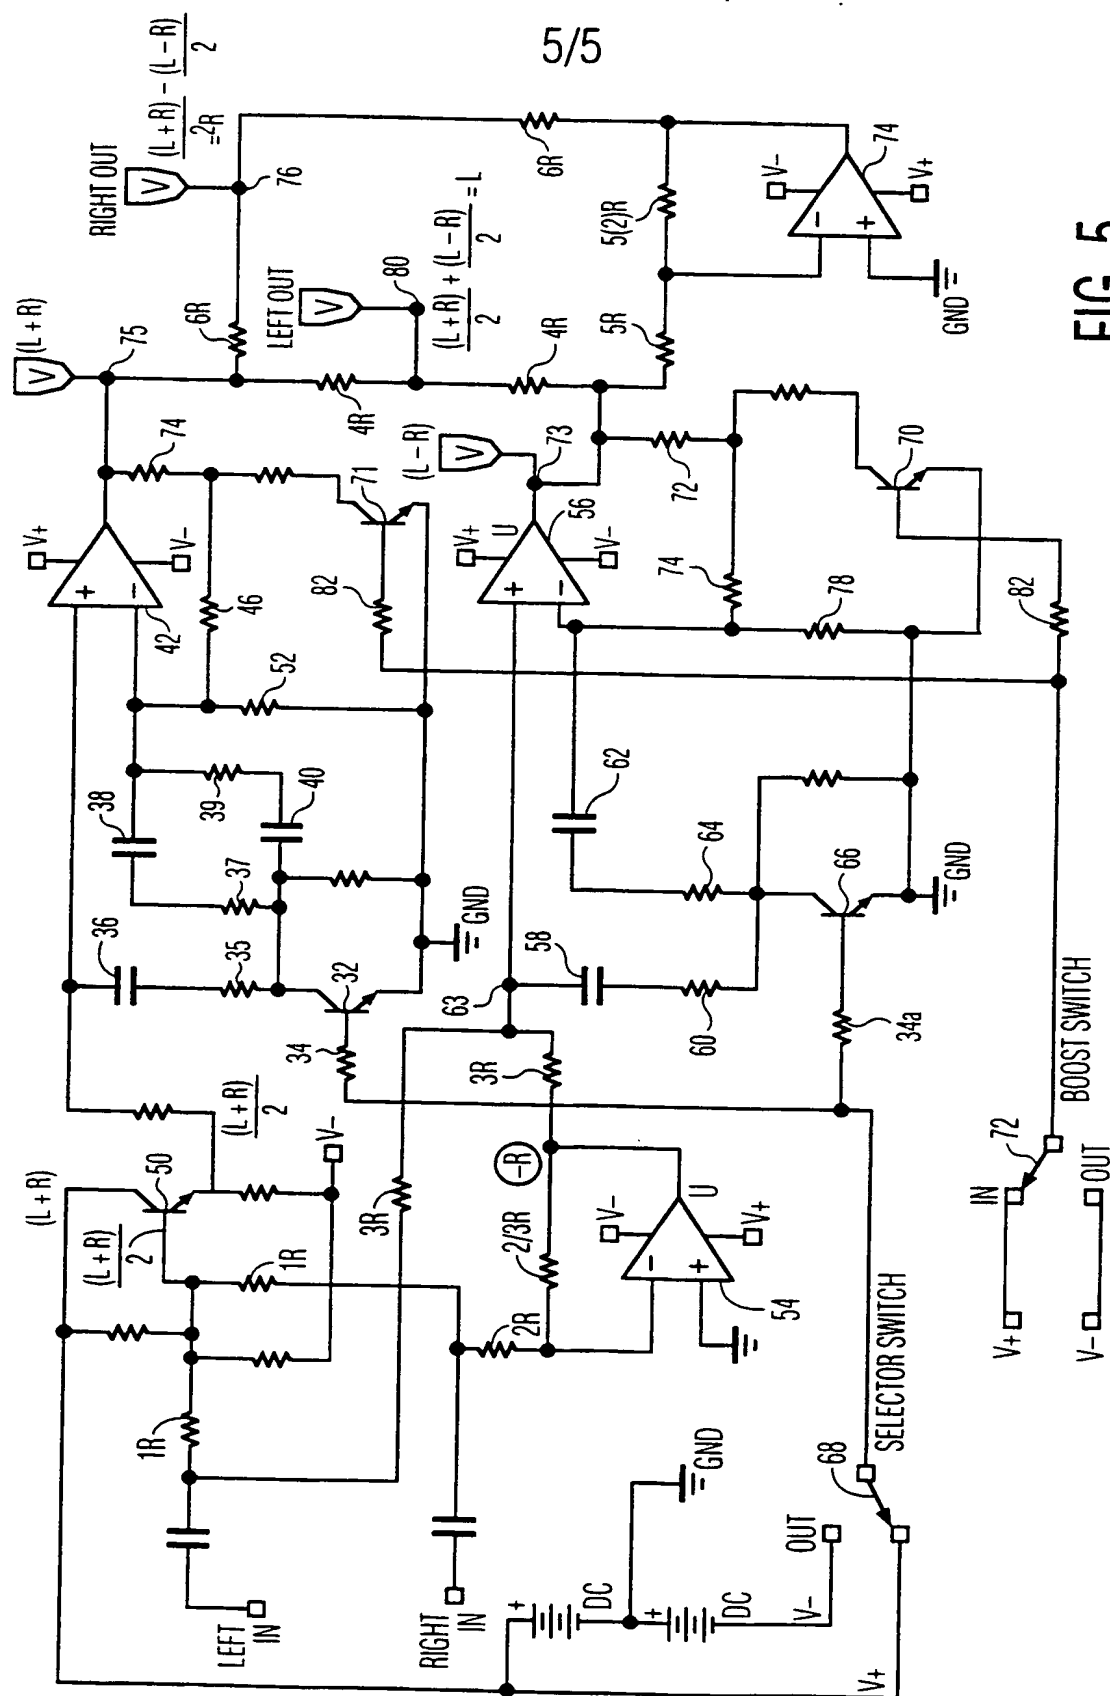 5/5
RIGHT OUT
(L+R) − (L−R)
2
=2R
V
76
6R
(L+R)
V
75
6R
LEFT OUT
V
80
(L+R) + (L−R) = L
2 2
4R
4R
5R
5(2)R
V-
−
+
74
V+
GND
FIG. 5
V+
+
−
42
V-
74
46
71
82
52
38
39
40
37
36
35
32
34
GND
(L−R)
V
73
V+
U
+
−
56
V-
72
74
70
78
82
62
64
66
GND
58
63
60
34a
(L+R)
(L+R)
2
50
(L+R)
2
V-
1R
1R
3R
3R
-R
2/3R
2R
V-
−
+
U
V+
54
LEFT
IN
RIGHT
IN
+
DC
+
DC
GND
V-
OUT
V+
68
SELECTOR SWITCH
IN
72
V+
V-
OUT
BOOST SWITCH